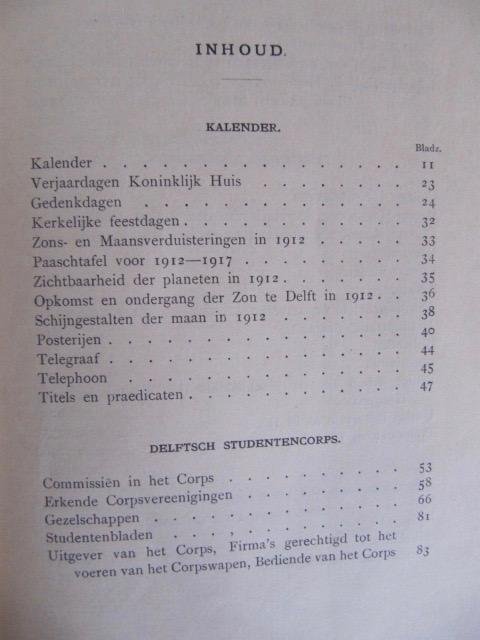 INHOUD.
KALENDER.
Bladz.
Kalender . . . . . . . . . . . . . . . . 11
Verjaardagen Koninklijk Huis . . . . . . . . 23
Gedenkdagen . . . . . . . . . . . . . . 24
Kerkelijke feestdagen . . . . . . . . . . . . 32
Zons- en Maansverduisteringen in 1912 . . . . . . 33
Paaschtafel voor 1912—1917 . . . . . . . . . . 34
Zichtbaarheid der planeten in 1912 . . . . . . . 35
Opkomst en ondergang der Zon te Delft in 1912 . . 36
Schijngestalten der maan in 1912 . . . . . . . . 38
Posterijen . . . . . . . . . . . . . . . 40
Telegraaf . . . . . . . . . . . . . . . 44
Telephoon . . . . . . . . . . . . . . 45
Titels en praedicaten . . . . . . . . . . . . 47
DELFTSCH STUDENTENCORPS.
Commissiën in het Corps . . . . . . . . . 53
Erkende Corpsvereenigingen . . . . . . . . . 58
Gezelschappen . . . . . . . . . . . . . 66
Studentenbladen . . . . . . . . . . . . 81
Uitgever van het Corps, Firma's gerechtigd tot het
voeren van het Corpswapen, Bediende van het Corps 83